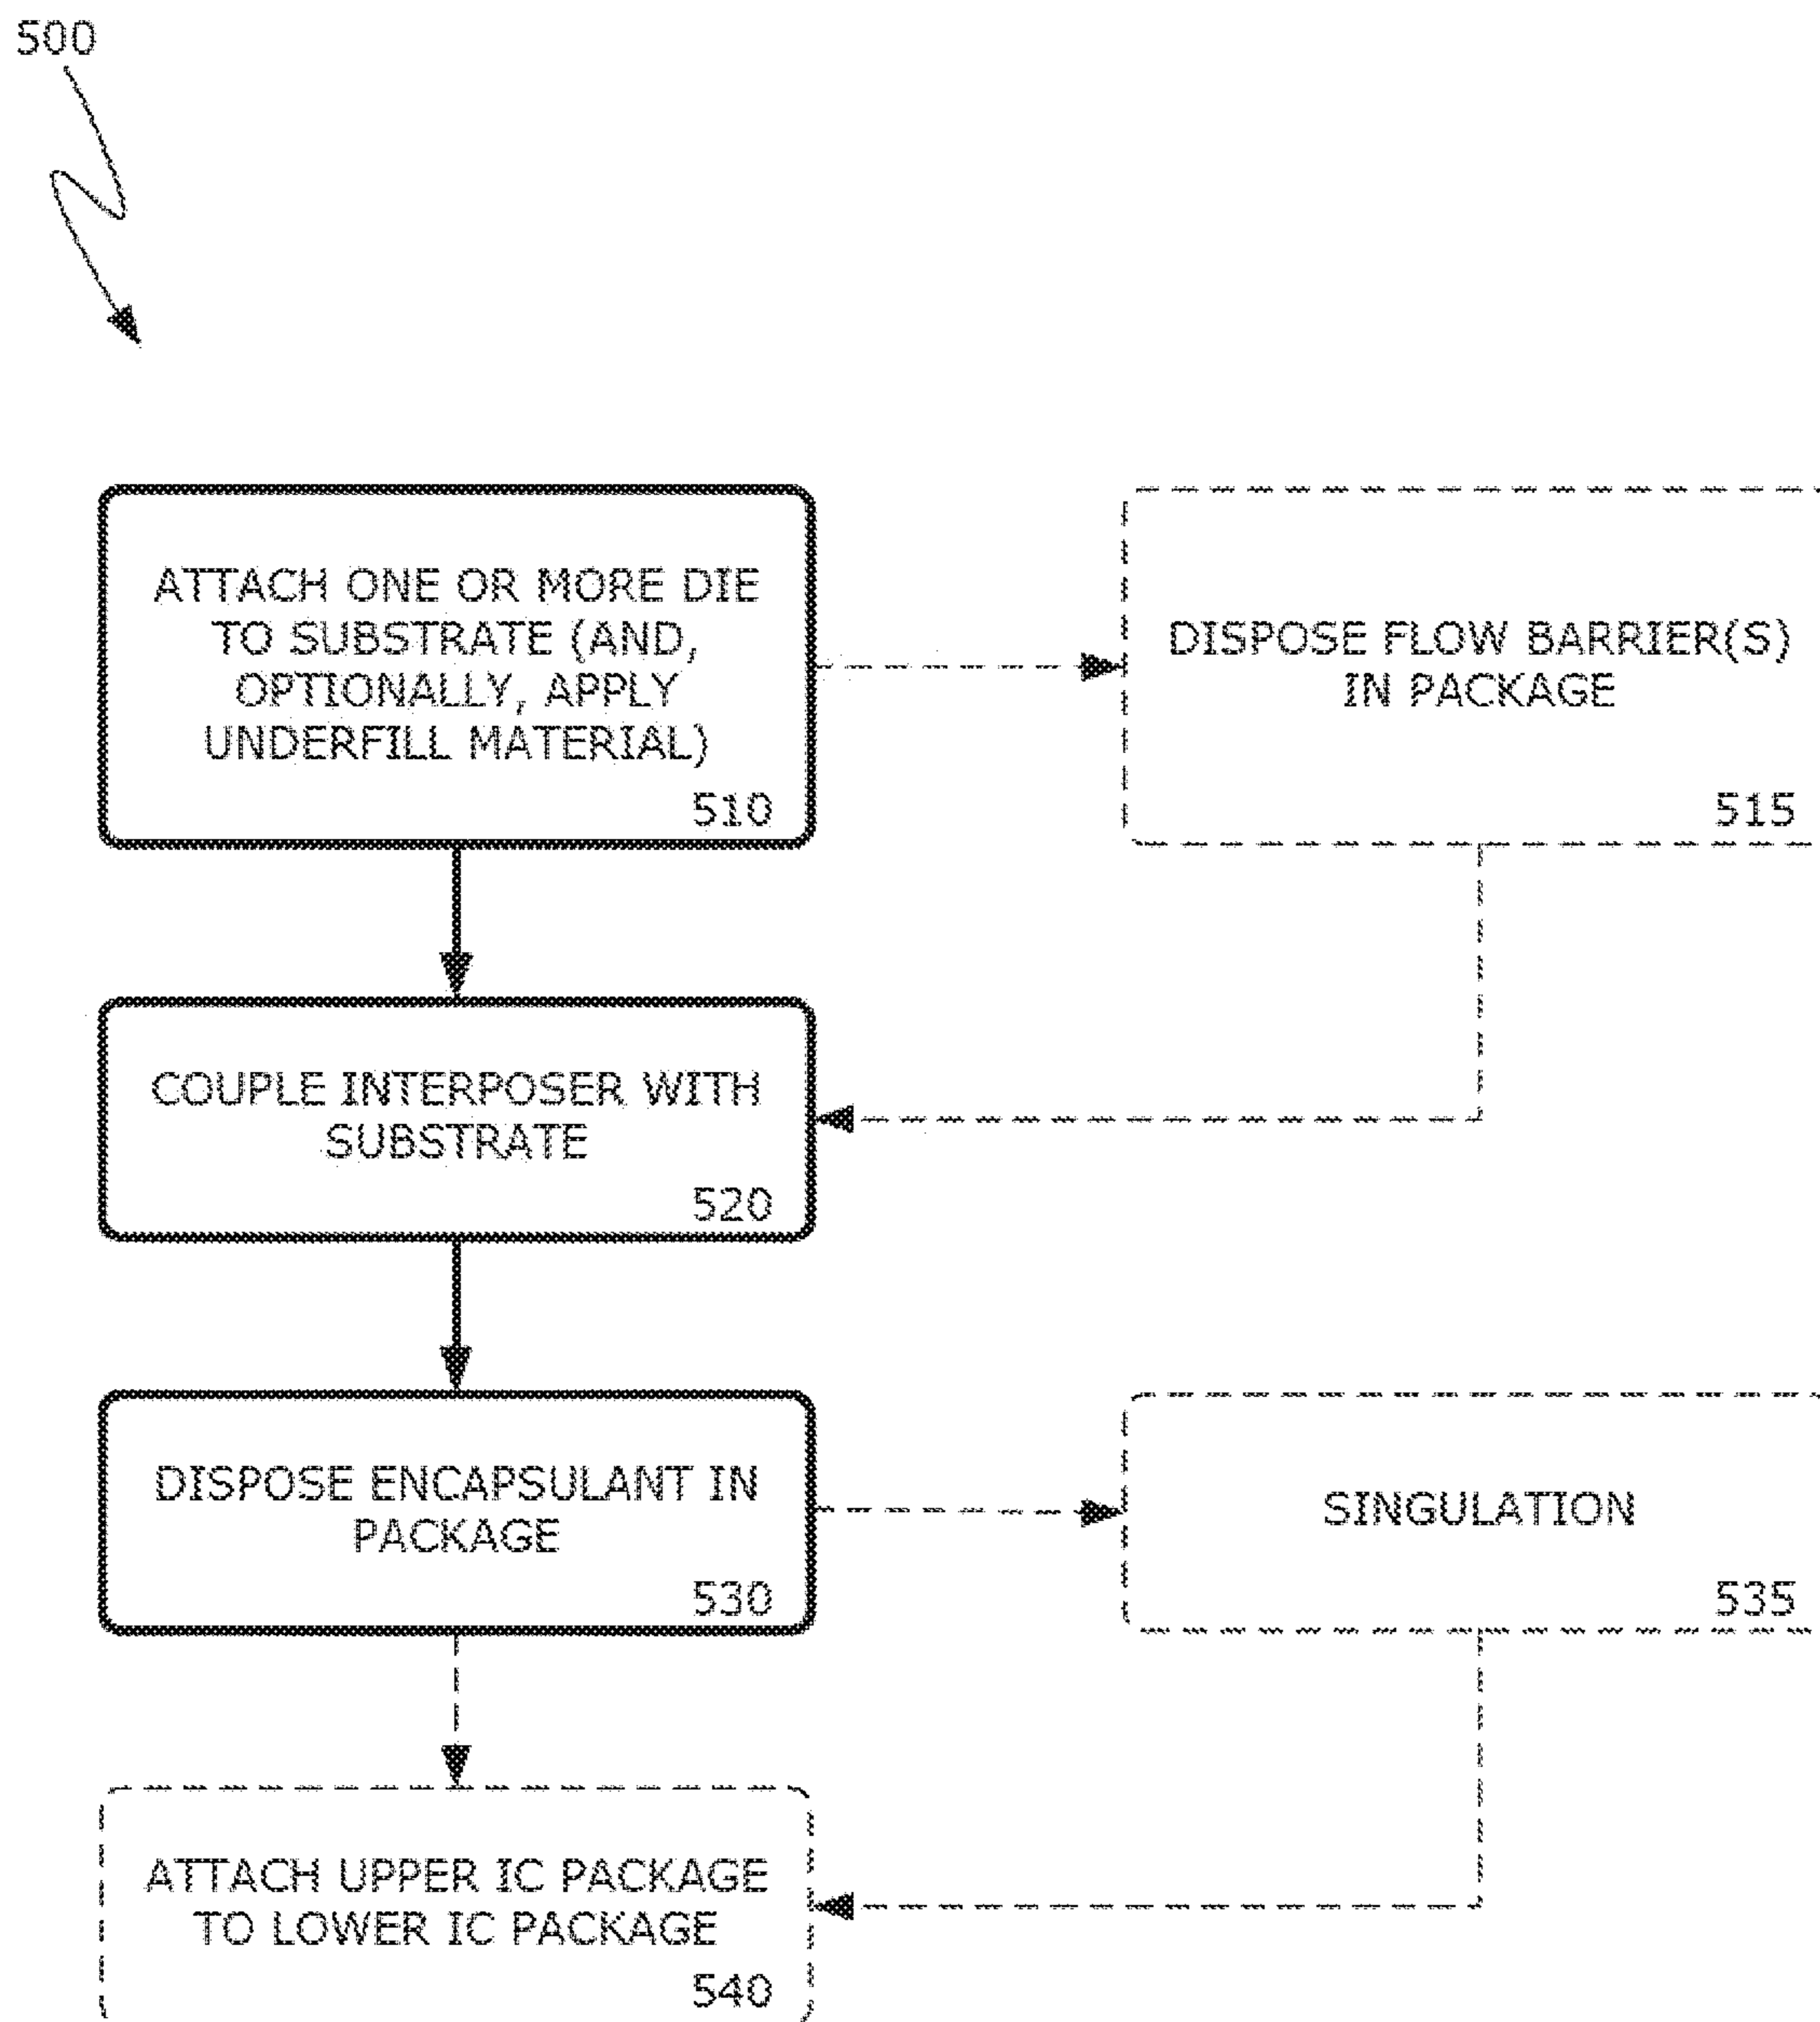 500
ATTACH ONE OR MORE DIE
TO SUBSTRATE (AND,
OPTIONALLY, APPLY
UNDERFILL MATERIAL)
510
DISPOSE FLOW BARRIER(S)
IN PACKAGE
515
COUPLE INTERPOSER WITH
SUBSTRATE
520
DISPOSE ENCAPSULANT IN
PACKAGE
530
SINGULATION
535
ATTACH UPPER IC PACKAGE
TO LOWER IC PACKAGE
540